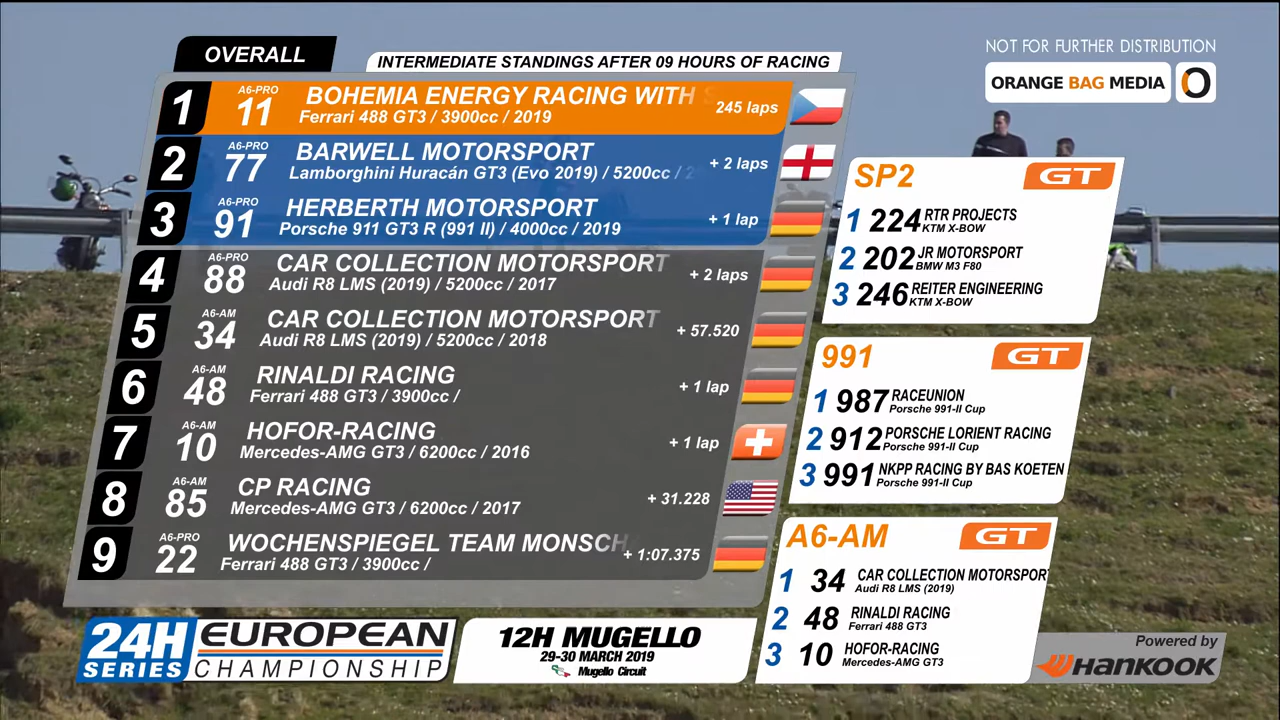 OVERALL
INTERMEDIATE STANDINGS AFTER 09 HOURS OF RACING
NOT FOR FURTHER DISTRIBUTION
ORANGE BAG MEDIA
1 A6-PRO 11 BOHEMIA ENERGY RACING WITH S 245 laps
Ferrari 488 GT3 / 3900cc / 2019
2 A6-PRO 77 BARWELL MOTORSPORT + 2 laps
Lamborghini Huracán GT3 (Evo 2019) / 5200cc / 2
3 A6-PRO 91 HERBERTH MOTORSPORT + 1 lap
Porsche 911 GT3 R (991 II) / 4000cc / 2019
4 A6-PRO 88 CAR COLLECTION MOTORSPORT + 2 laps
Audi R8 LMS (2019) / 5200cc / 2017
5 A6-AM 34 CAR COLLECTION MOTORSPORT + 57.520
Audi R8 LMS (2019) / 5200cc / 2018
6 A6-AM 48 RINALDI RACING + 1 lap
Ferrari 488 GT3 / 3900cc /
7 A6-AM 10 HOFOR-RACING + 1 lap
Mercedes-AMG GT3 / 6200cc / 2016
8 A6-AM 85 CP RACING + 31.228
Mercedes-AMG GT3 / 6200cc / 2017
9 A6-PRO 22 WOCHENSPIEGEL TEAM MONSCH + 1:07.375
Ferrari 488 GT3 / 3900cc /
SP2 GT
1 224 RTR PROJECTS
KTM X-BOW
2 202 JR MOTORSPORT
BMW M3 F80
3 246 REITER ENGINEERING
KTM X-BOW
991 GT
1 987 RACEUNION
Porsche 991-II Cup
2 912 PORSCHE LORIENT RACING
Porsche 991-II Cup
3 991 NKPP RACING BY BAS KOETEN
Porsche 991-II Cup
A6-AM GT
1 34 CAR COLLECTION MOTORSPORT
Audi R8 LMS (2019)
2 48 RINALDI RACING
Ferrari 488 GT3
3 10 HOFOR-RACING
Mercedes-AMG GT3
24H SERIES
EUROPEAN
CHAMPIONSHIP
12H MUGELLO
29-30 MARCH 2019
Mugello Circuit
Powered by
HANKOOK